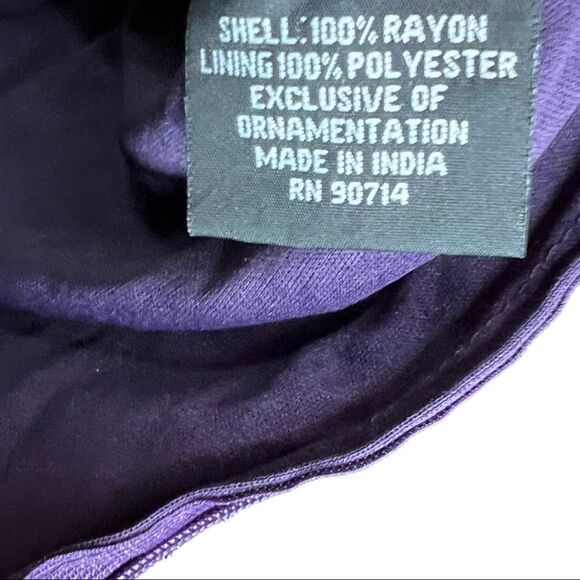 SHELL:100% RAYON
LINING 100% POLYESTER
EXCLUSIVE OF
ORNAMENTATION
MADE IN INDIA
RN 90714